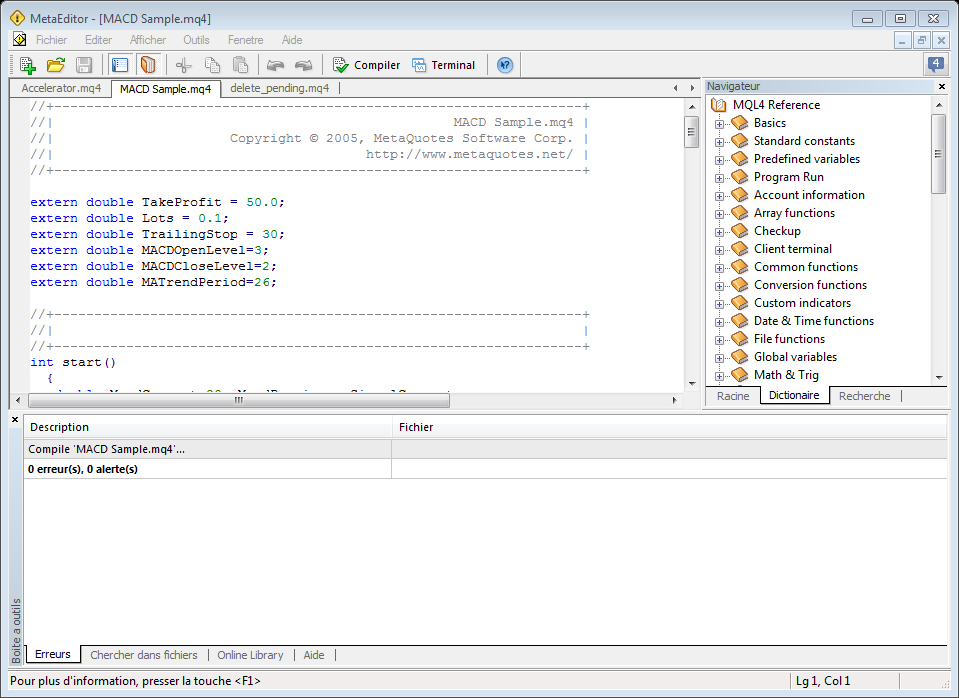 MetaEditor - [MACD Sample.mq4]
Fichier Editer Afficher Outils Fenetre Aide
Compiler Terminal 4
Accelerator.mq4 MACD Sample.mq4 delete_pending.mq4
//+------------------------------------------------------------------+
//| MACD Sample.mq4 |
//| Copyright © 2005, MetaQuotes Software Corp. |
//| http://www.metaquotes.net/ |
//+------------------------------------------------------------------+
extern double TakeProfit = 50.0;
extern double Lots = 0.1;
extern double TrailingStop = 30;
extern double MACDOpenLevel=3;
extern double MACDCloseLevel=2;
extern double MATrendPeriod=26;
//+------------------------------------------------------------------+
//| |
//+------------------------------------------------------------------+
int start()
{
Navigateur
MQL4 Reference
Basics
Standard constants
Predefined variables
Program Run
Account information
Array functions
Checkup
Client terminal
Common functions
Conversion functions
Custom indicators
Date & Time functions
File functions
Global variables
Math & Trig
Racine Dictionaire Recherche
Description Fichier
Compile 'MACD Sample.mq4'...
0 erreur(s), 0 alerte(s)
Boite a outils
Erreurs Chercher dans fichiers Online Library Aide
Pour plus d'information, presser la touche <F1> Lg1, Col1